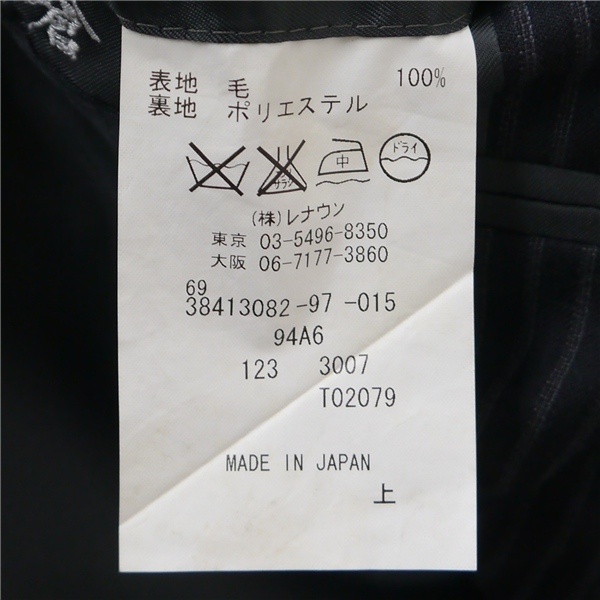 表地 毛 100%
裏地 ポリエステル
中 ドライ
(株)レナウン
東京 03-5496-8350
大阪 06-7177-3860
69
38413082-97-015
94A6
123 3007
T02079
MADE IN JAPAN
上